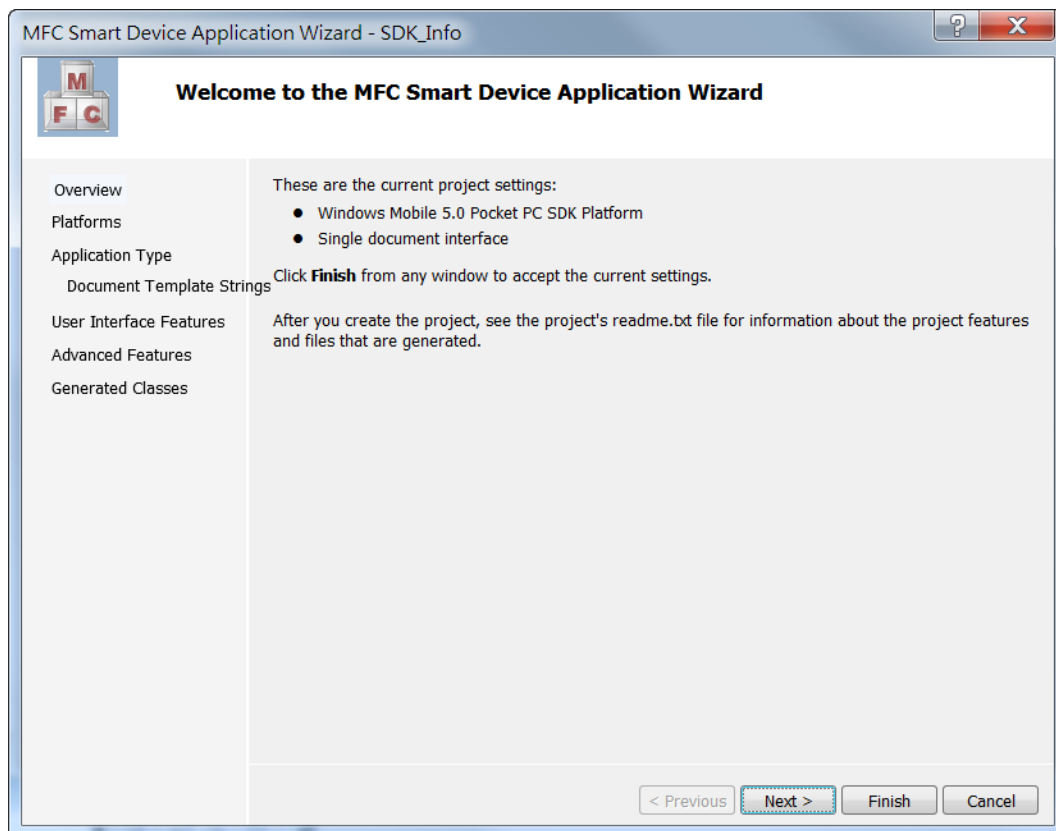 MFC Smart Device Application Wizard - SDK_Info
?
X
M
F C
Welcome to the MFC Smart Device Application Wizard
Overview
Platforms
Application Type
Document Template Strings
User Interface Features
Advanced Features
Generated Classes
These are the current project settings:
● Windows Mobile 5.0 Pocket PC SDK Platform
● Single document interface
Click Finish from any window to accept the current settings.
After you create the project, see the project's readme.txt file for information about the project features
and files that are generated.
< Previous
Next >
Finish
Cancel